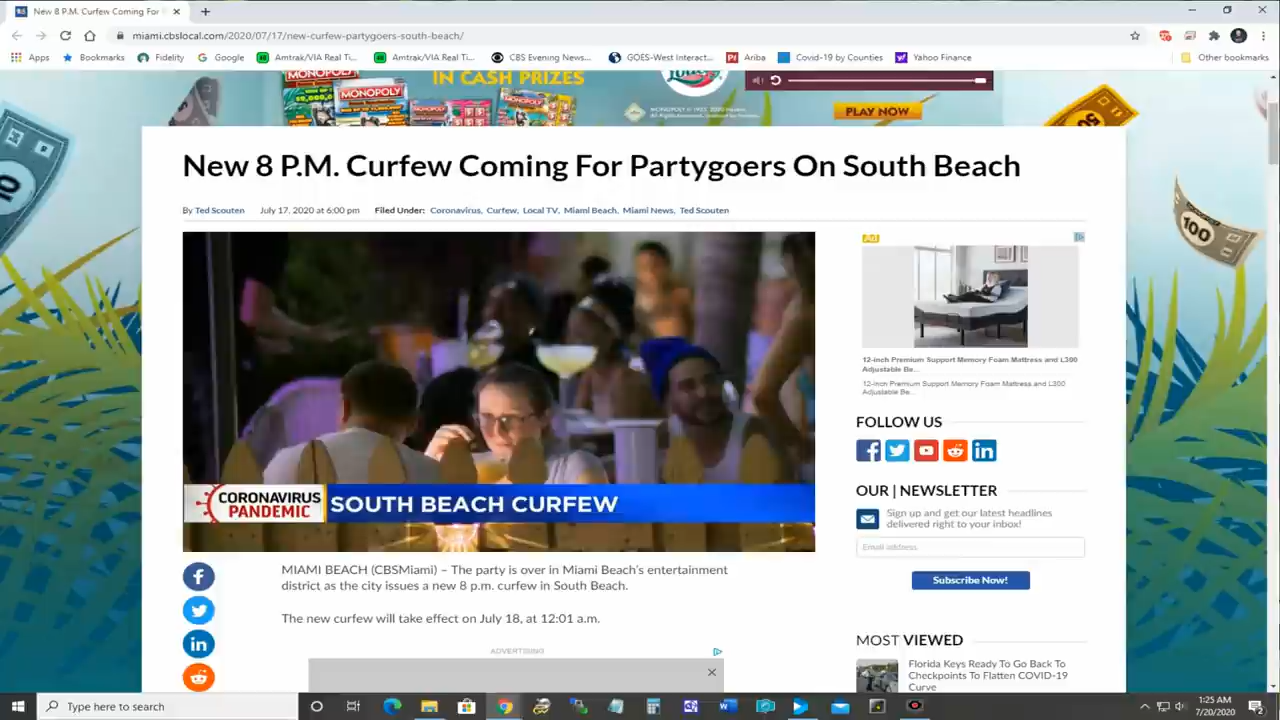 New 8 P.M. Curfew Coming For P
miami.cbslocal.com/2020/07/17/new-curfew-partygoers-south-beach/
Apps Bookmarks Fidelity Google Amtrak/VIA Real Ti... Amtrak/VIA Real Ti... CBS Evening News... GOES-West Interact... Ariba Covid-19 by Counties Yahoo Finance Other bookmarks
MONOPOLY
MONOPOLY
IN CASH PRIZES
PLAY NOW
100
New 8 P.M. Curfew Coming For Partygoers On South Beach
By Ted Scouten July 17, 2020 at 6:00 pm Filed Under: Coronavirus, Curfew, Local TV, Miami Beach, Miami News, Ted Scouten
CORONAVIRUS
PANDEMIC
SOUTH BEACH CURFEW
Ad
12-inch Premium Support Memory Foam Mattress and L300
Adjustable Be...
12-inch Premium Support Memory Foam Mattress and L300
Adjustable Be...
FOLLOW US
OUR | NEWSLETTER
Sign up and get our latest headlines
delivered right to your inbox!
Email address
Subscribe Now!
MIAMI BEACH (CBSMiami) – The party is over in Miami Beach's entertainment
district as the city issues a new 8 p.m. curfew in South Beach.
The new curfew will take effect on July 18, at 12:01 a.m.
ADVERTISING
MOST VIEWED
Florida Keys Ready To Go Back To
Checkpoints To Flatten COVID-19
Curve
Type here to search
1:25 AM
7/20/2020